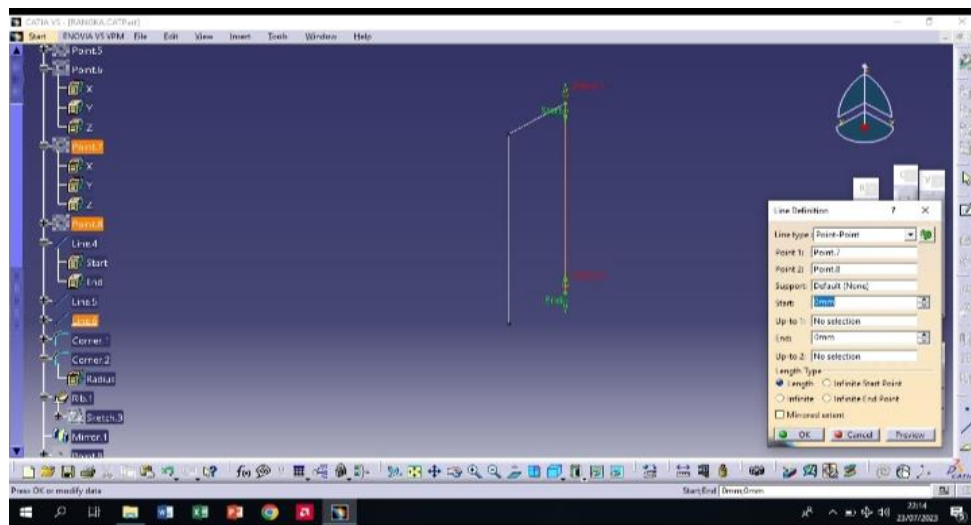 CATIA V5 - [RANGKA.CATPart]
Start ENOVIA V5 VPM File Edit View Insert Tools Window Help
Point.5
Point.6
X
Y
Z
Point.7
X
Y
Z
Point.8
Line.4
Start
End
Line.5
Line.6
Corner.1
Corner.2
Radius
Rib.1
Sketch.3
Mirror.1
Start
End
Line Definition ? X
Line type : Point-Point
Point 1: Point.7
Point 2: Point.8
Support: Default (None)
Start: 0mm
Up-to 1: No selection
End: 0mm
Up-to 2: No selection
Length Type
Length Infinite Start Point
Infinite Infinite End Point
Mirrored extent
OK Cancel Preview
Press OK or modify data
Start;End 0mm;0mm
22:14
23/07/2023